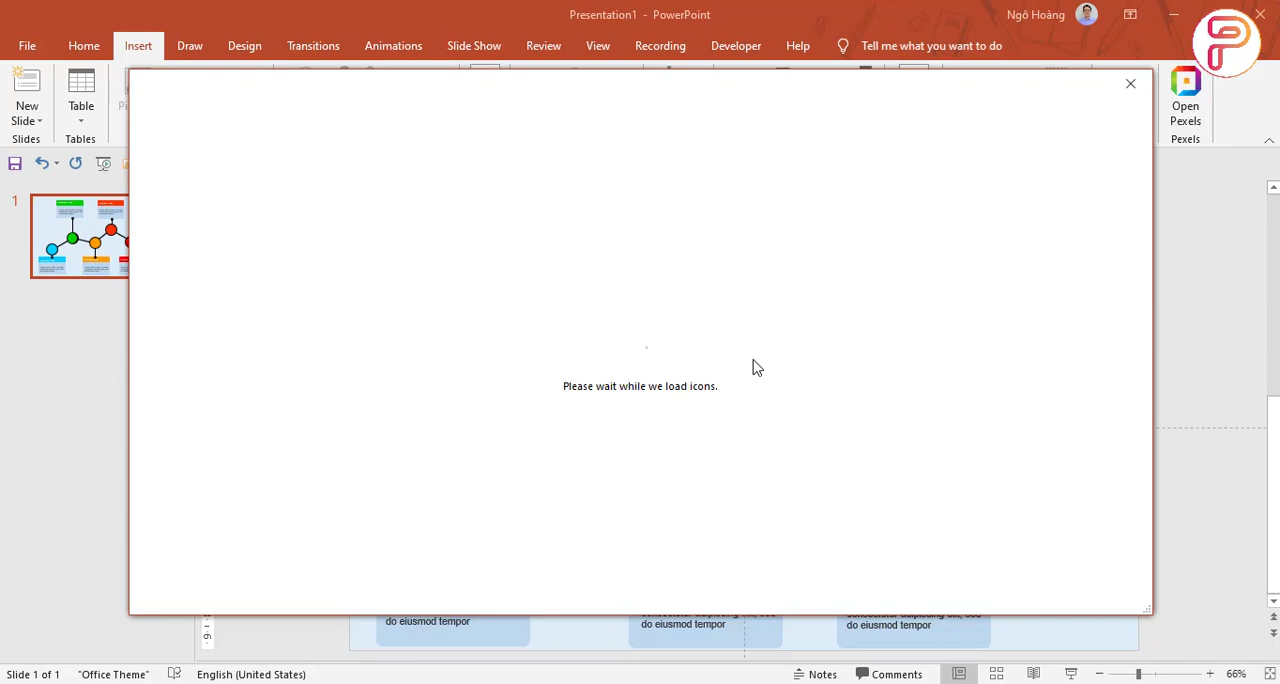 Presentation1 - PowerPoint
Ngô Hoàng
File Home Insert Draw Design Transitions Animations Slide Show Review View Recording Developer Help Tell me what you want to do
New Slide
Table
Open Pexels
Slides
Tables
Pexels
1
Please wait while we load icons.
do eiusmod tempor
do eiusmod tempor
do eiusmod tempor
Slide 1 of 1 "Office Theme" English (United States) Notes Comments 66%